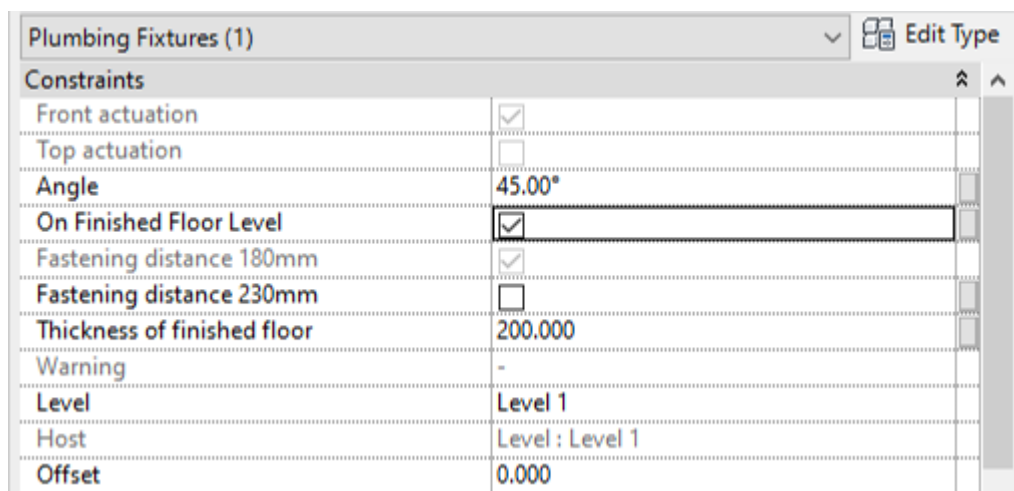 Plumbing Fixtures (1) Edit Type
Constraints
Front actuation
Top actuation
Angle 45.00°
On Finished Floor Level
Fastening distance 180mm
Fastening distance 230mm
Thickness of finished floor 200.000
Warning -
Level Level 1
Host Level : Level 1
Offset 0.000